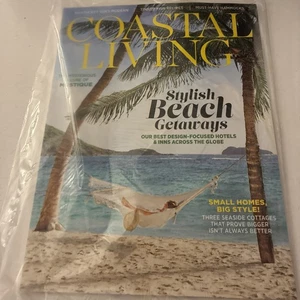 COASTAL
LIVING
MYSTIQUE
Stylish
Beach
Getaways
OUR BEST DESIGN-FOCUSED HOTELS
& INNS ACROSS THE GLOBE
SMALL HOMES,
BIG STYLE!
THREE SEASIDE COTTAGES
THAT PROVE BIGGER
ISN'T ALWAYS BETTER